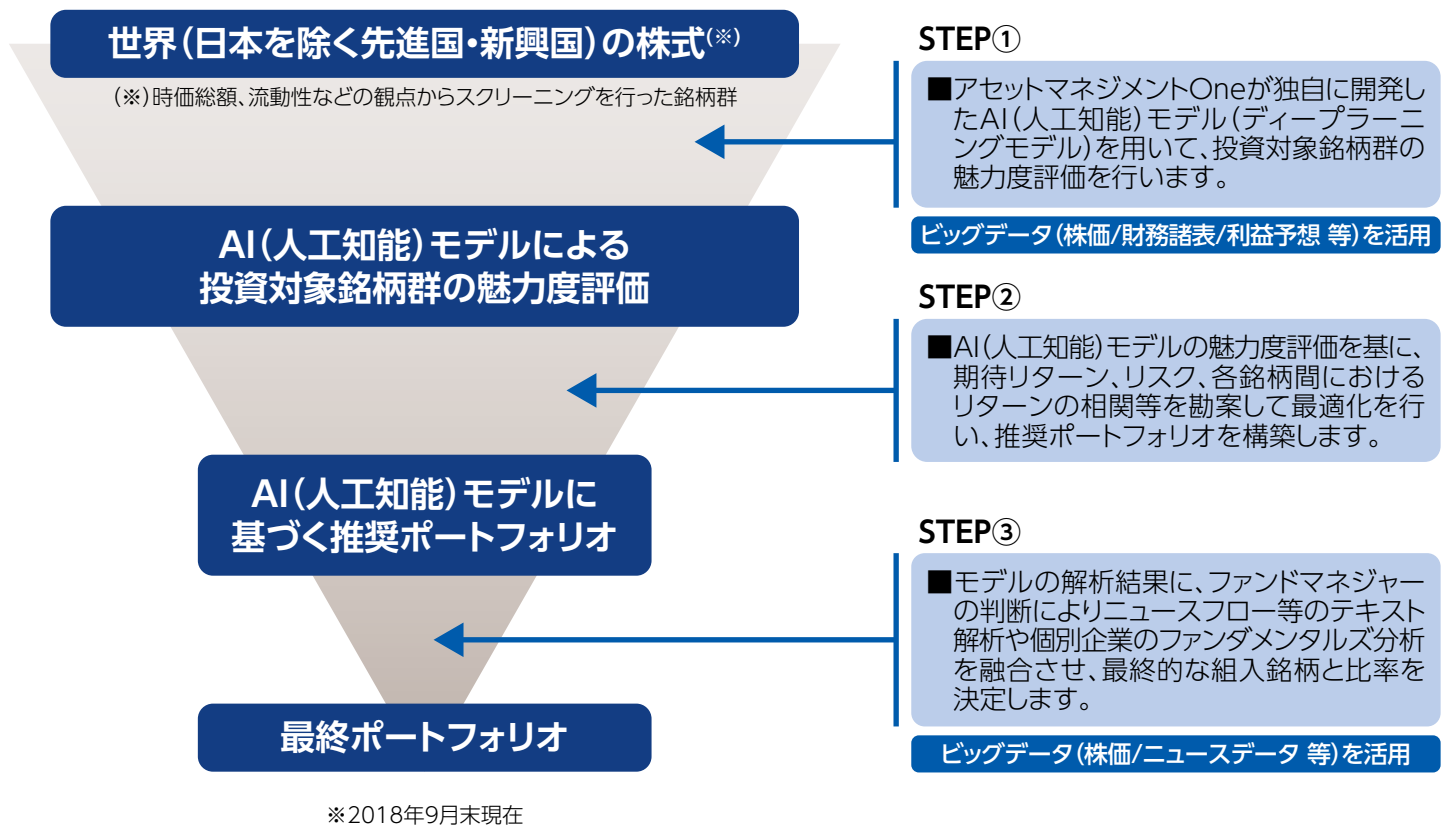 世界(日本を除く先進国・新興国)の株式(※)
(※)時価総額、流動性などの観点からスクリーニングを行った銘柄群
AI(人工知能)モデルによる
投資対象銘柄群の魅力度評価
AI(人工知能)モデルに
基づく推奨ポートフォリオ
最終ポートフォリオ
※2018年9月末現在
STEP①
■アセットマネジメントOneが独自に開発し
たAI(人工知能)モデル(ディープラーニ
ングモデル)を用いて、投資対象銘柄群の
魅力度評価を行います。
ビッグデータ(株価/財務諸表/利益予想 等)を活用
STEP②
■AI(人工知能)モデルの魅力度評価を基に、
期待リターン、リスク、各銘柄間における
リターンの相関等を勘案して最適化を行
い、推奨ポートフォリオを構築します。
STEP③
■モデルの解析結果に、ファンドマネジャー
の判断によりニュースフロー等のテキスト
解析や個別企業のファンダメンタルズ分析
を融合させ、最終的な組入銘柄と比率を
決定します。
ビッグデータ(株価/ニュースデータ 等)を活用